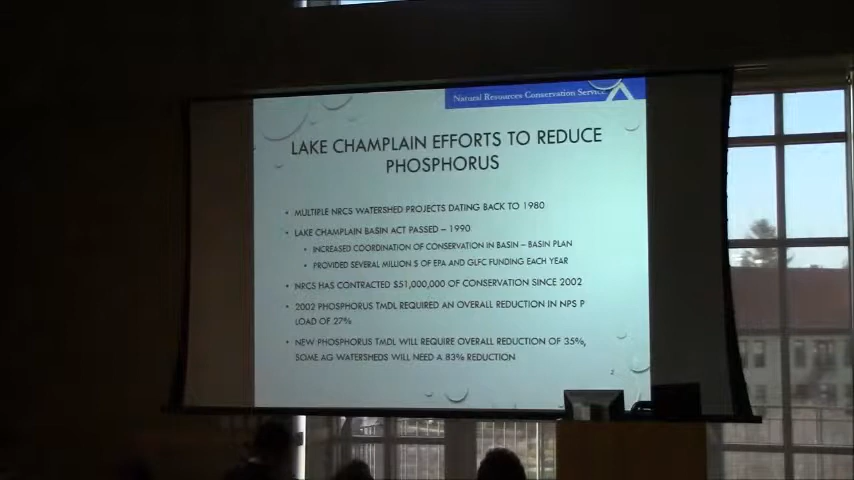 Natural Resources Conservation Service
LAKE CHAMPLAIN EFFORTS TO REDUCE
PHOSPHORUS
• MULTIPLE NRCS WATERSHED PROJECTS DATING BACK TO 1980
• LAKE CHAMPLAIN BASIN ACT PASSED – 1990
• INCREASED COORDINATION OF CONSERVATION IN BASIN – BASIN PLAN
• PROVIDED SEVERAL MILLION $ OF EPA AND GLFC FUNDING EACH YEAR
• NRCS HAS CONTRACTED $51,000,000 OF CONSERVATION SINCE 2002
• 2002 PHOSPHORUS TMDL REQUIRED AN OVERALL REDUCTION IN NPS P
LOAD OF 27%
• NEW PHOSPHORUS TMDL WILL REQUIRE OVERALL REDUCTION OF 35%,
SOME AG WATERSHEDS WILL NEED A 83% REDUCTION